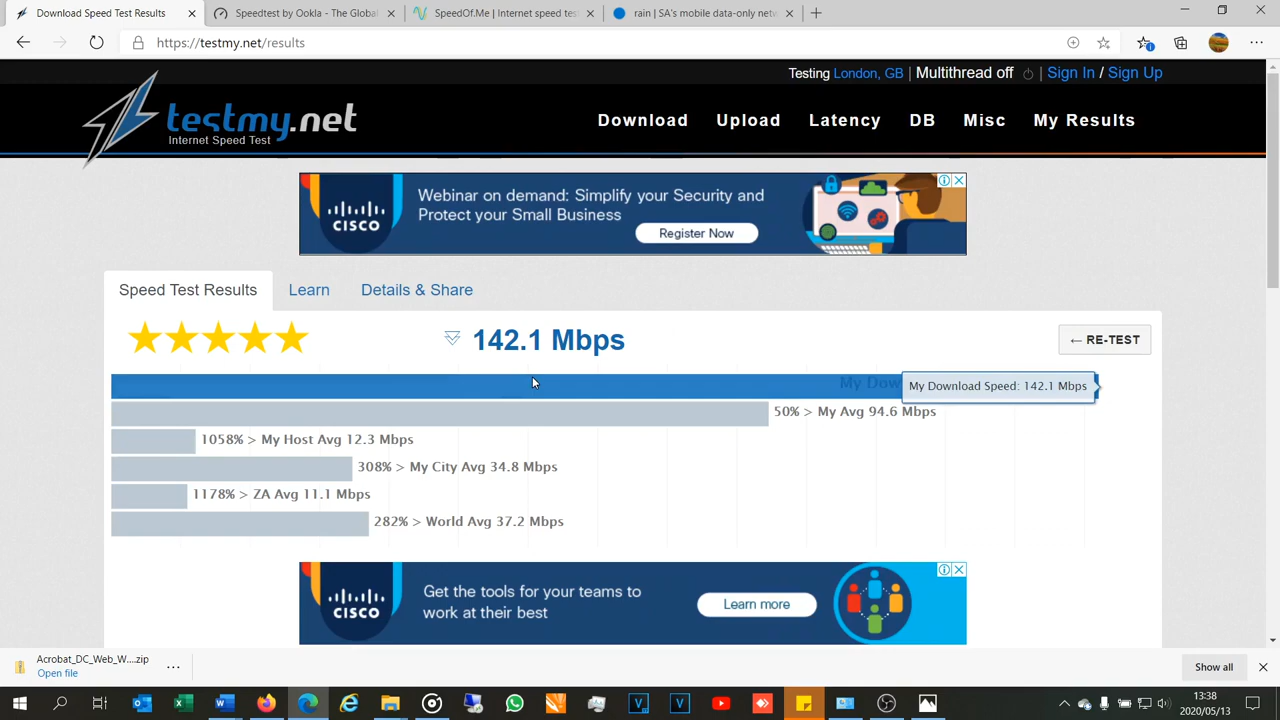 Download Speed Test Results
Speedtest by Ookla - The Global
SpeedOf.Me | Internet speed test
rain | SA's mobile data-only netw
https://testmy.net/results
Testing London, GB | Multithread off | Sign In / Sign Up
testmy.net
Internet Speed Test
Download Upload Latency DB Misc My Results
CISCO
Webinar on demand: Simplify your Security and
Protect your Small Business
Register Now
Speed Test Results
Learn
Details & Share
142.1 Mbps
← RE-TEST
My Dow
My Download Speed: 142.1 Mbps
50% > My Avg 94.6 Mbps
1058% > My Host Avg 12.3 Mbps
308% > My City Avg 34.8 Mbps
1178% > ZA Avg 11.1 Mbps
282% > World Avg 37.2 Mbps
CISCO
Get the tools for your teams to
work at their best
Learn more
Acrobat_DC_Web_W....zip
Open file
Show all
13:38
2020/05/13